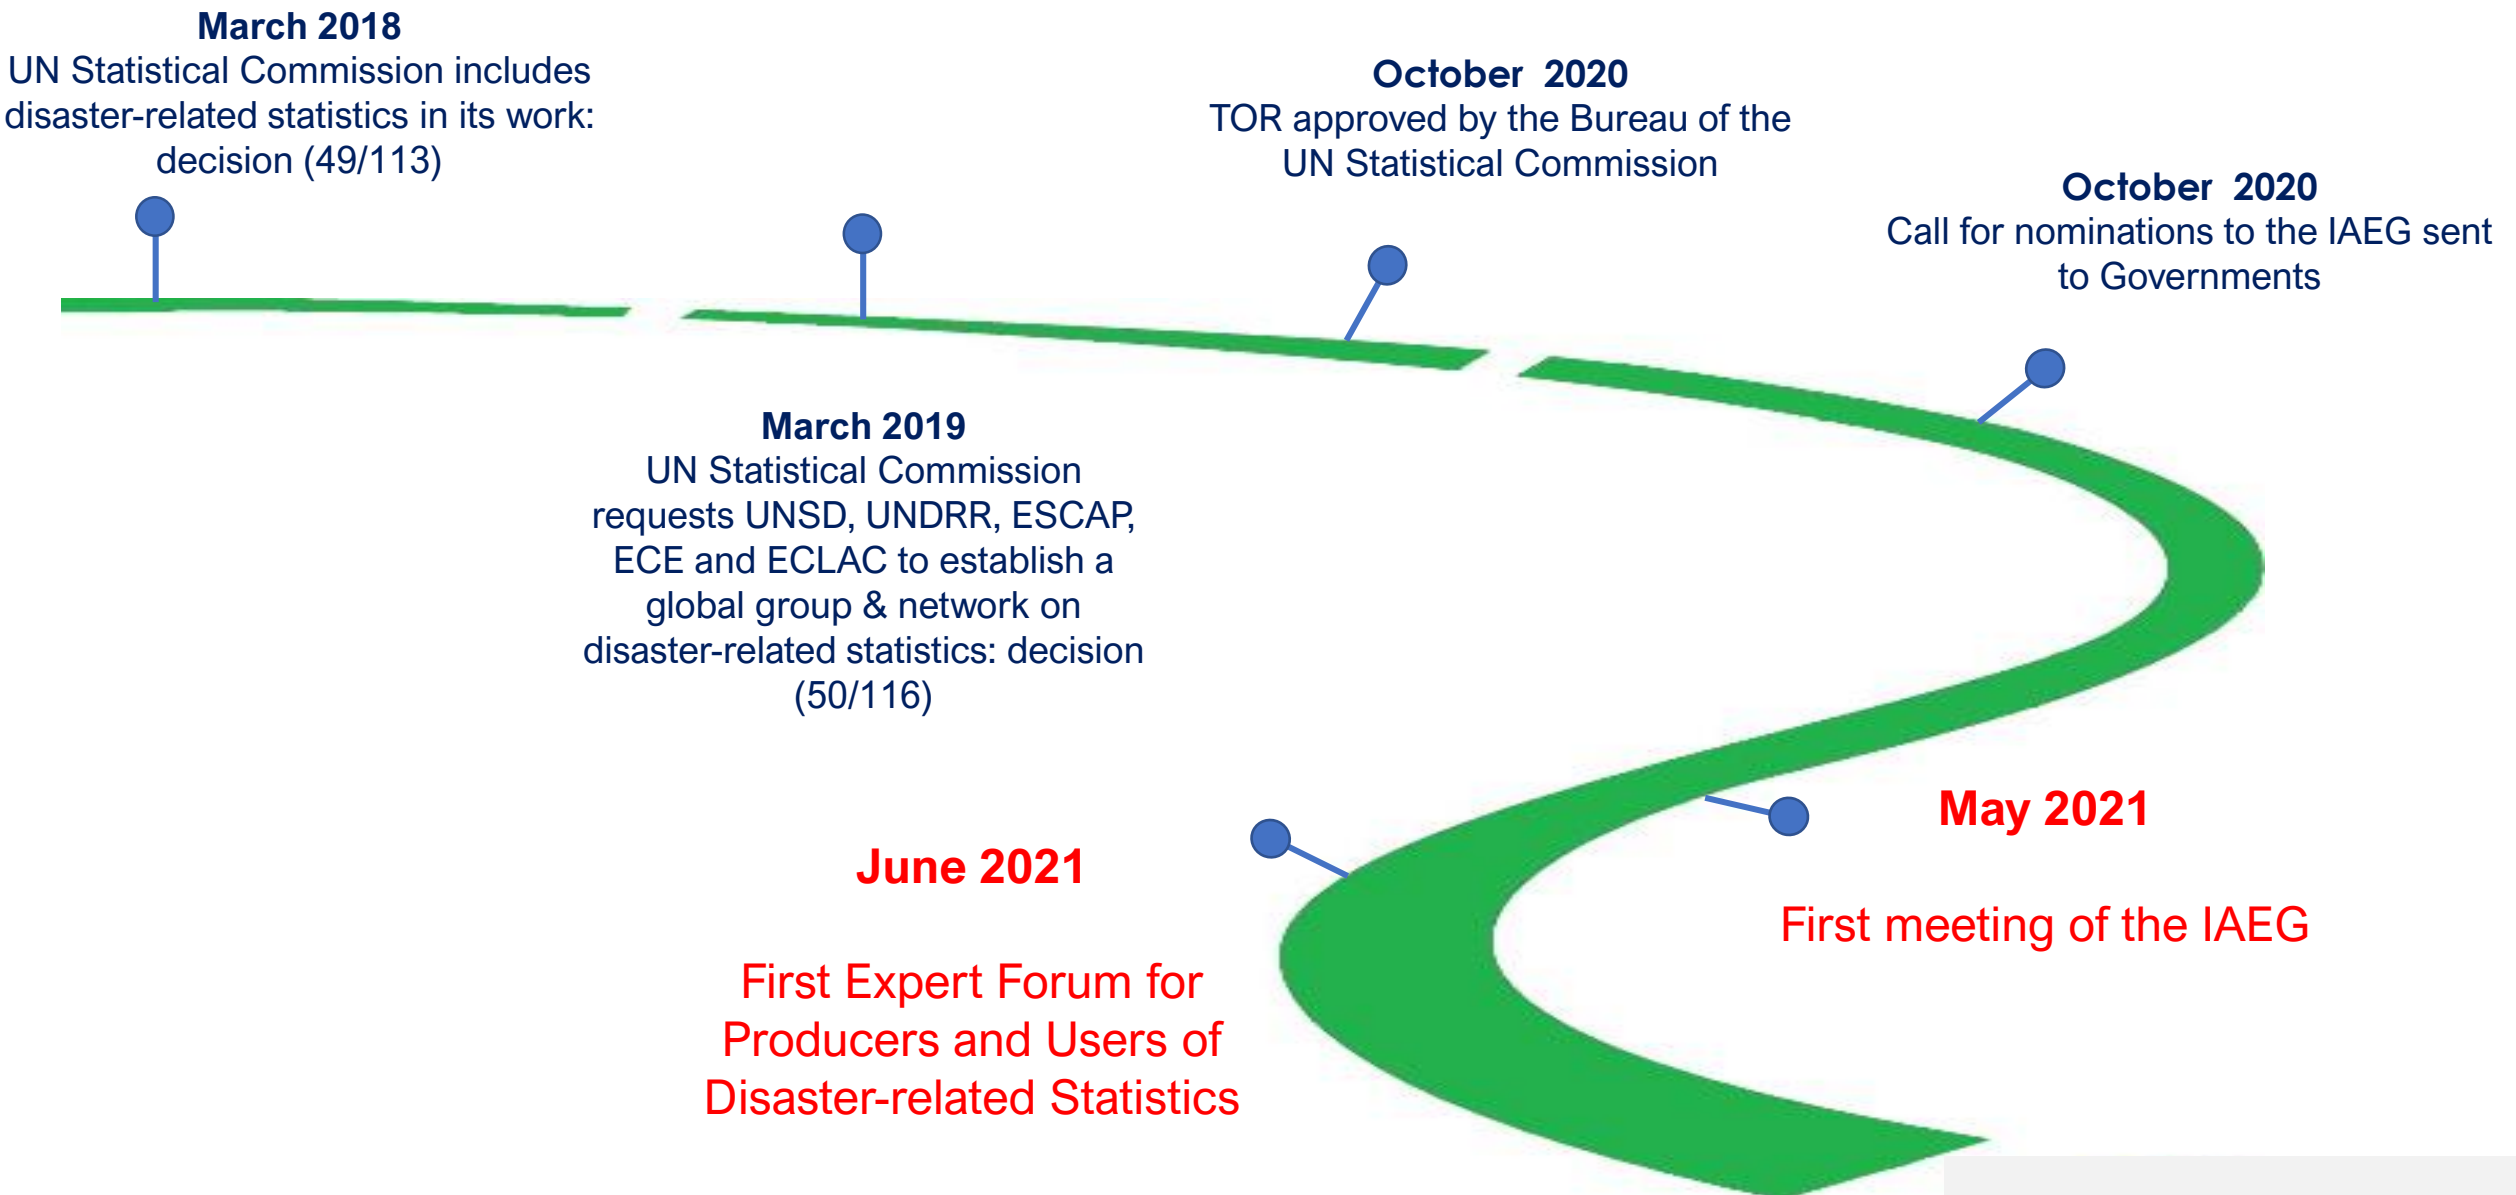 March 2018
UN Statistical Commission includes
disaster-related statistics in its work:
decision (49/113)
March 2019
UN Statistical Commission
requests UNSD, UNDRR, ESCAP,
ECE and ECLAC to establish a
global group & network on
disaster-related statistics: decision
(50/116)
October 2020
TOR approved by the Bureau of the
UN Statistical Commission
October 2020
Call for nominations to the IAEG sent
to Governments
May 2021
First meeting of the IAEG
June 2021
First Expert Forum for
Producers and Users of
Disaster-related Statistics